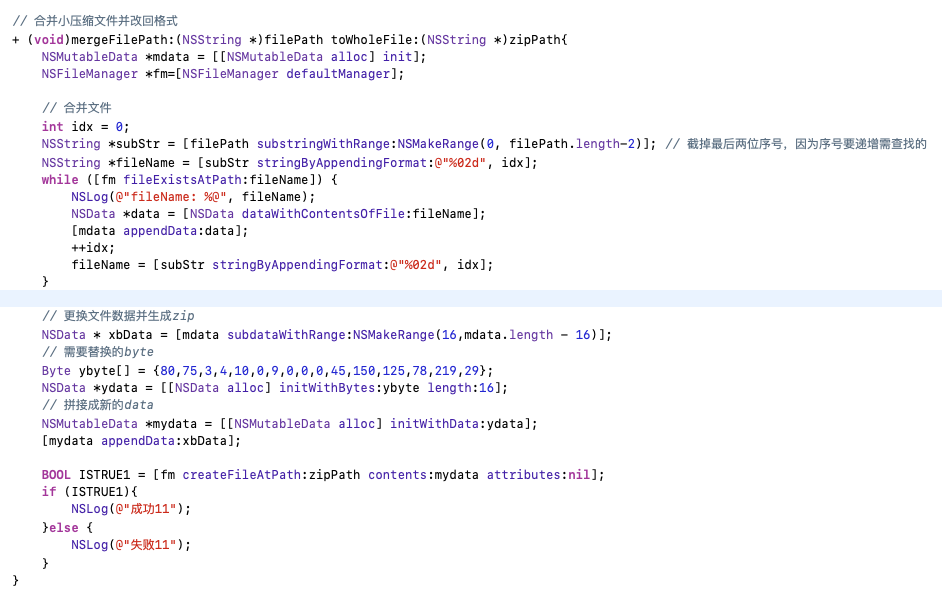 // 合并小压缩文件并改回格式
+ (void)mergeFilePath:(NSString *)filePath toWholeFile:(NSString *)zipPath{
    NSMutableData *mdata = [[NSMutableData alloc] init];
    NSFileManager *fm=[NSFileManager defaultManager];
    // 合并文件
    int idx = 0;
    NSString *subStr = [filePath substringWithRange:NSMakeRange(0, filePath.length-2)]; // 截掉最后两位序号，因为序号要递增需查找的
    NSString *fileName = [subStr stringByAppendingFormat:@"%02d", idx];
    while ([fm fileExistsAtPath:fileName]) {
        NSLog(@"fileName: %@", fileName);
        NSData *data = [NSData dataWithContentsOfFile:fileName];
        [mdata appendData:data];
        ++idx;
        fileName = [subStr stringByAppendingFormat:@"%02d", idx];
    }
    // 更换文件数据并生成zip
    NSData * xbData = [mdata subdataWithRange:NSMakeRange(16,mdata.length - 16)];
    // 需要替换的byte
    Byte ybyte[] = {80,75,3,4,10,0,9,0,0,0,45,150,125,78,219,29};
    NSData *ydata = [[NSData alloc] initWithBytes:ybyte length:16];
    // 拼接成新的data
    NSMutableData *mydata = [[NSMutableData alloc] initWithData:ydata];
    [mydata appendData:xbData];
    BOOL ISTRUE1 = [fm createFileAtPath:zipPath contents:mydata attributes:nil];
    if (ISTRUE1){
        NSLog(@"成功11");
    }else {
        NSLog(@"失败11");
    }
}